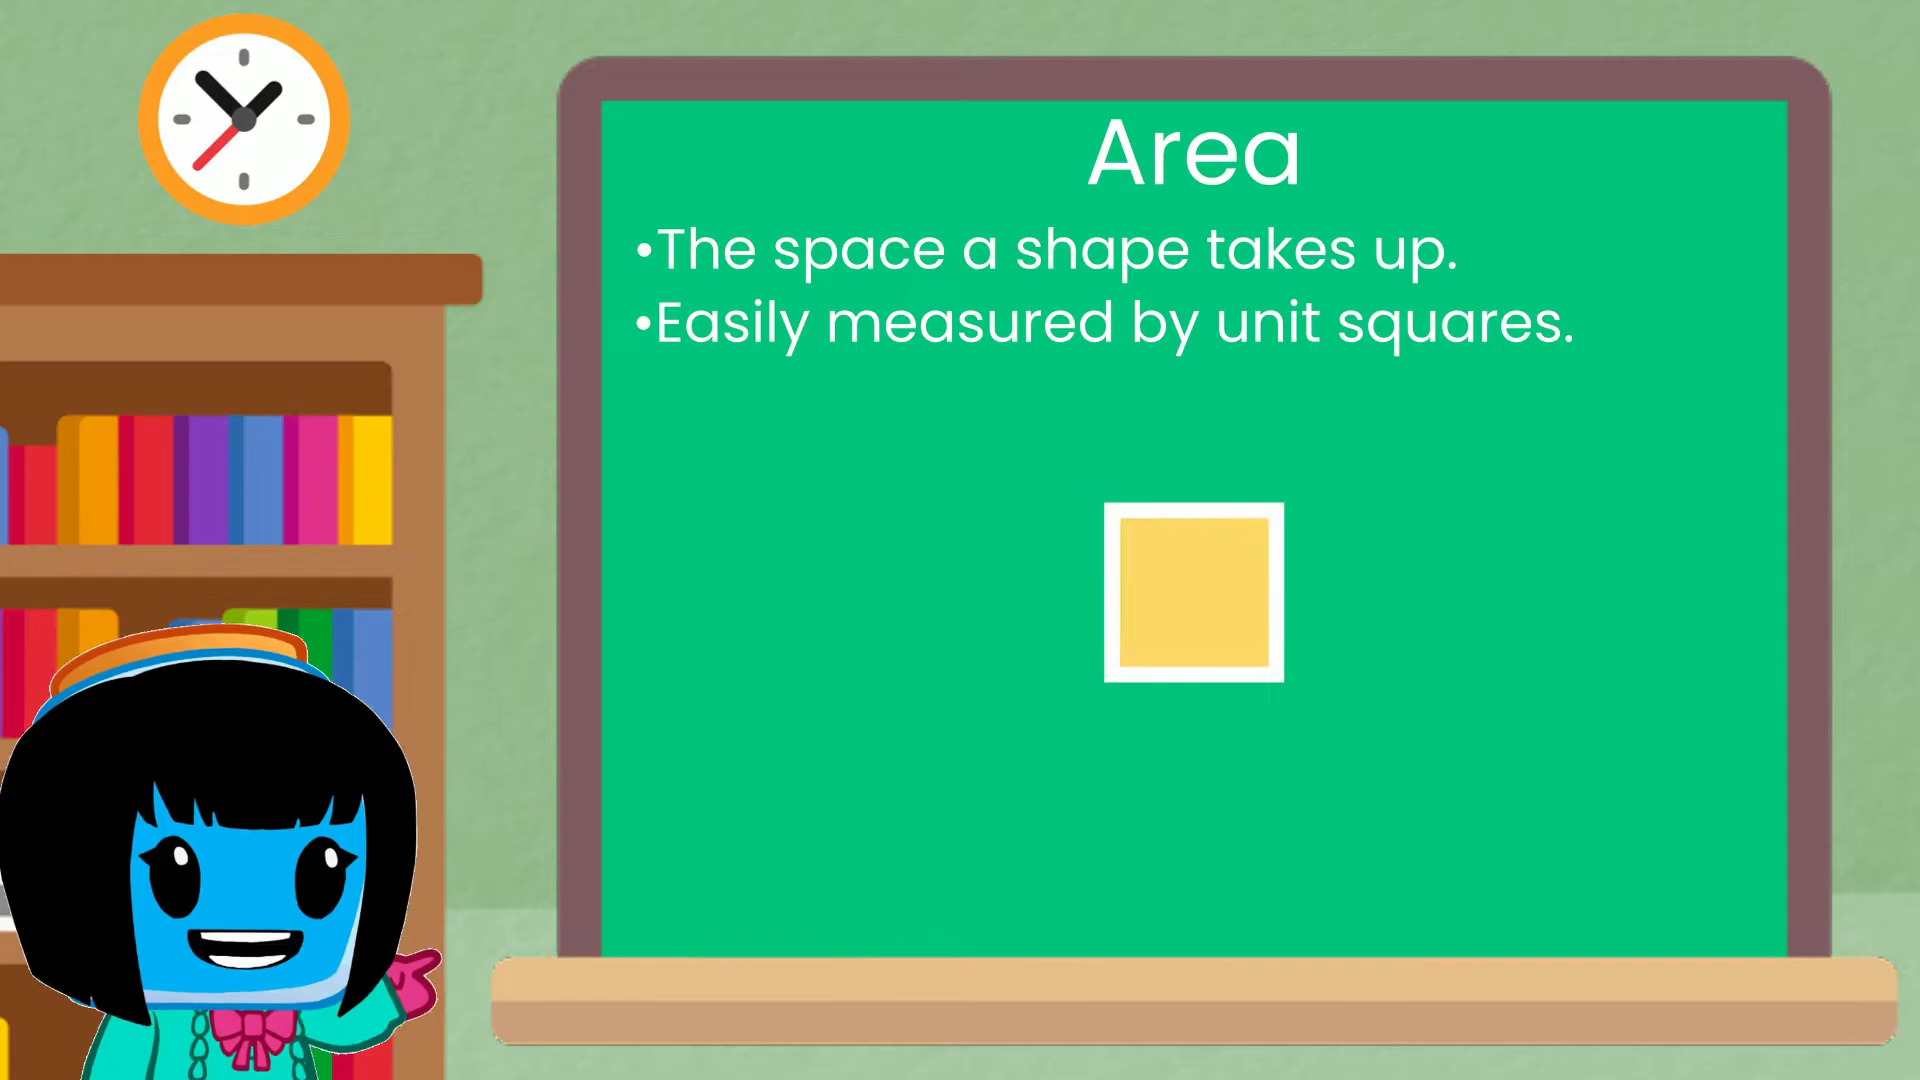 Area
•The space a shape takes up.
•Easily measured by unit squares.